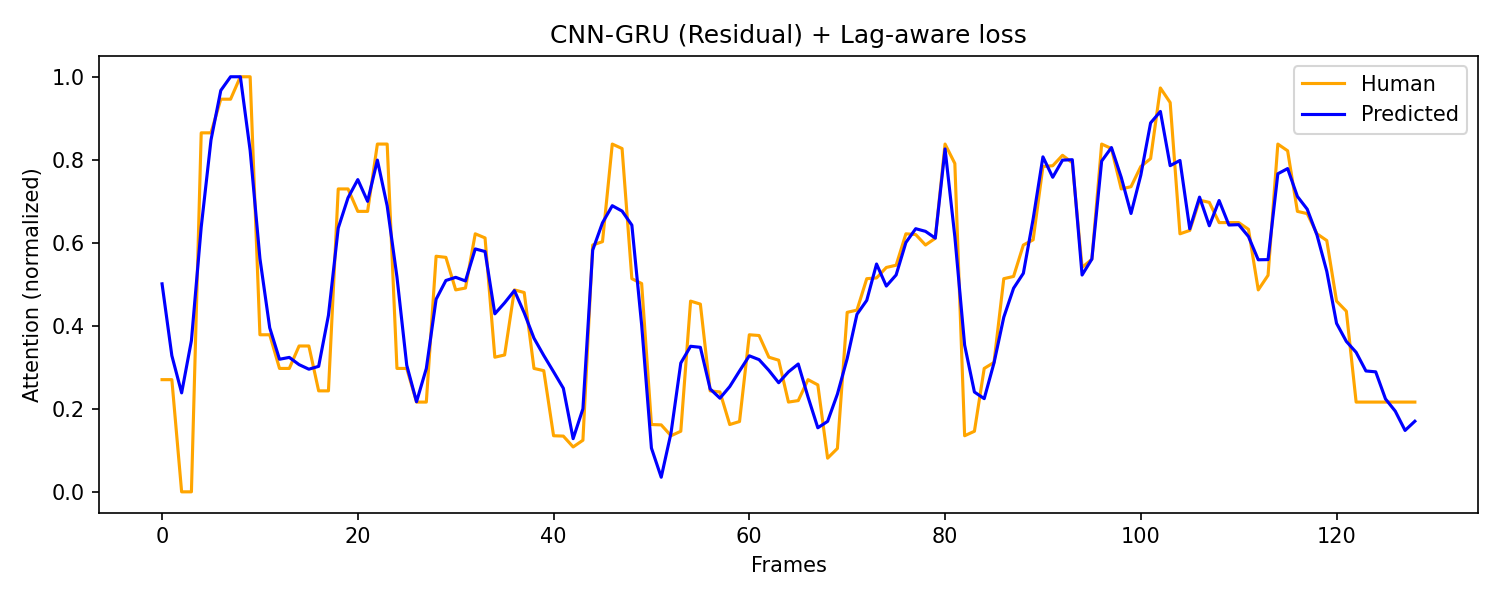 CNN-GRU (Residual) + Lag-aware loss
Human
Predicted
Attention (normalized)
1.0
0.8
0.6
0.4
0.2
0.0
0 20 40 60 80 100 120
Frames